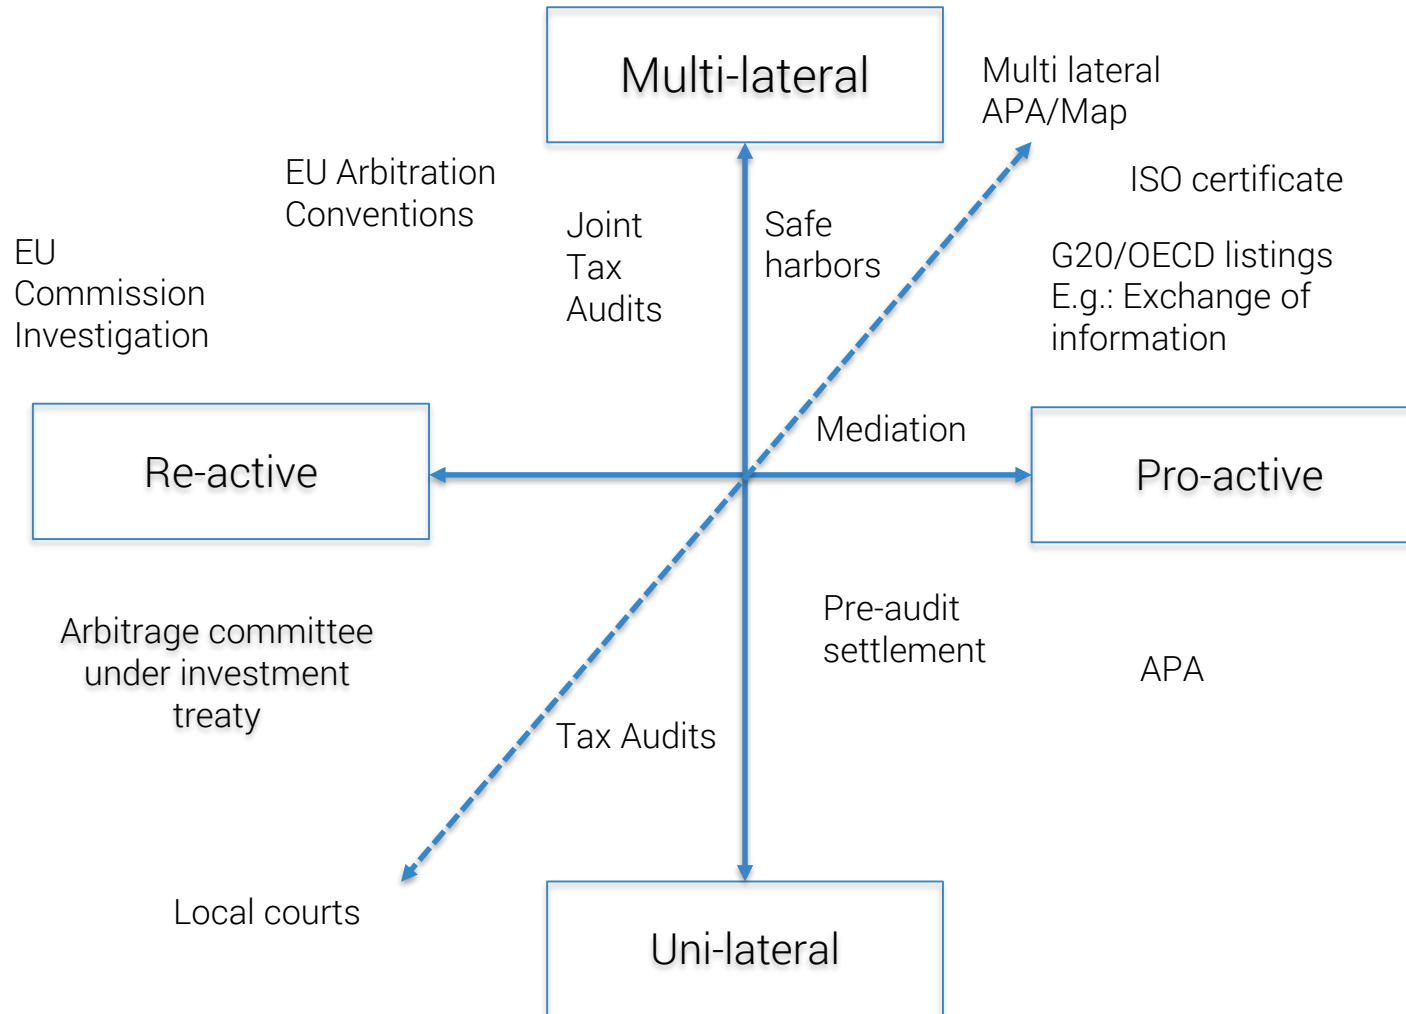 Multi-lateral
Multi lateral
APA/Map
EU Arbitration
Conventions
ISO certificate
Joint
Tax
Audits
Safe
harbors
EU
Commission
Investigation
G20/OECD listings
E.g.: Exchange of
information
Mediation
Re-active
Pro-active
Arbitrage committee
under investment
treaty
Pre-audit
settlement
APA
Tax Audits
Local courts
Uni-lateral